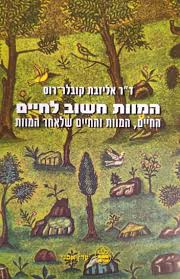 ד״ר אליזבת קובלר־רוס
המוות חשוב לחיים
החיים, המוות והחיים שלאחר המוות